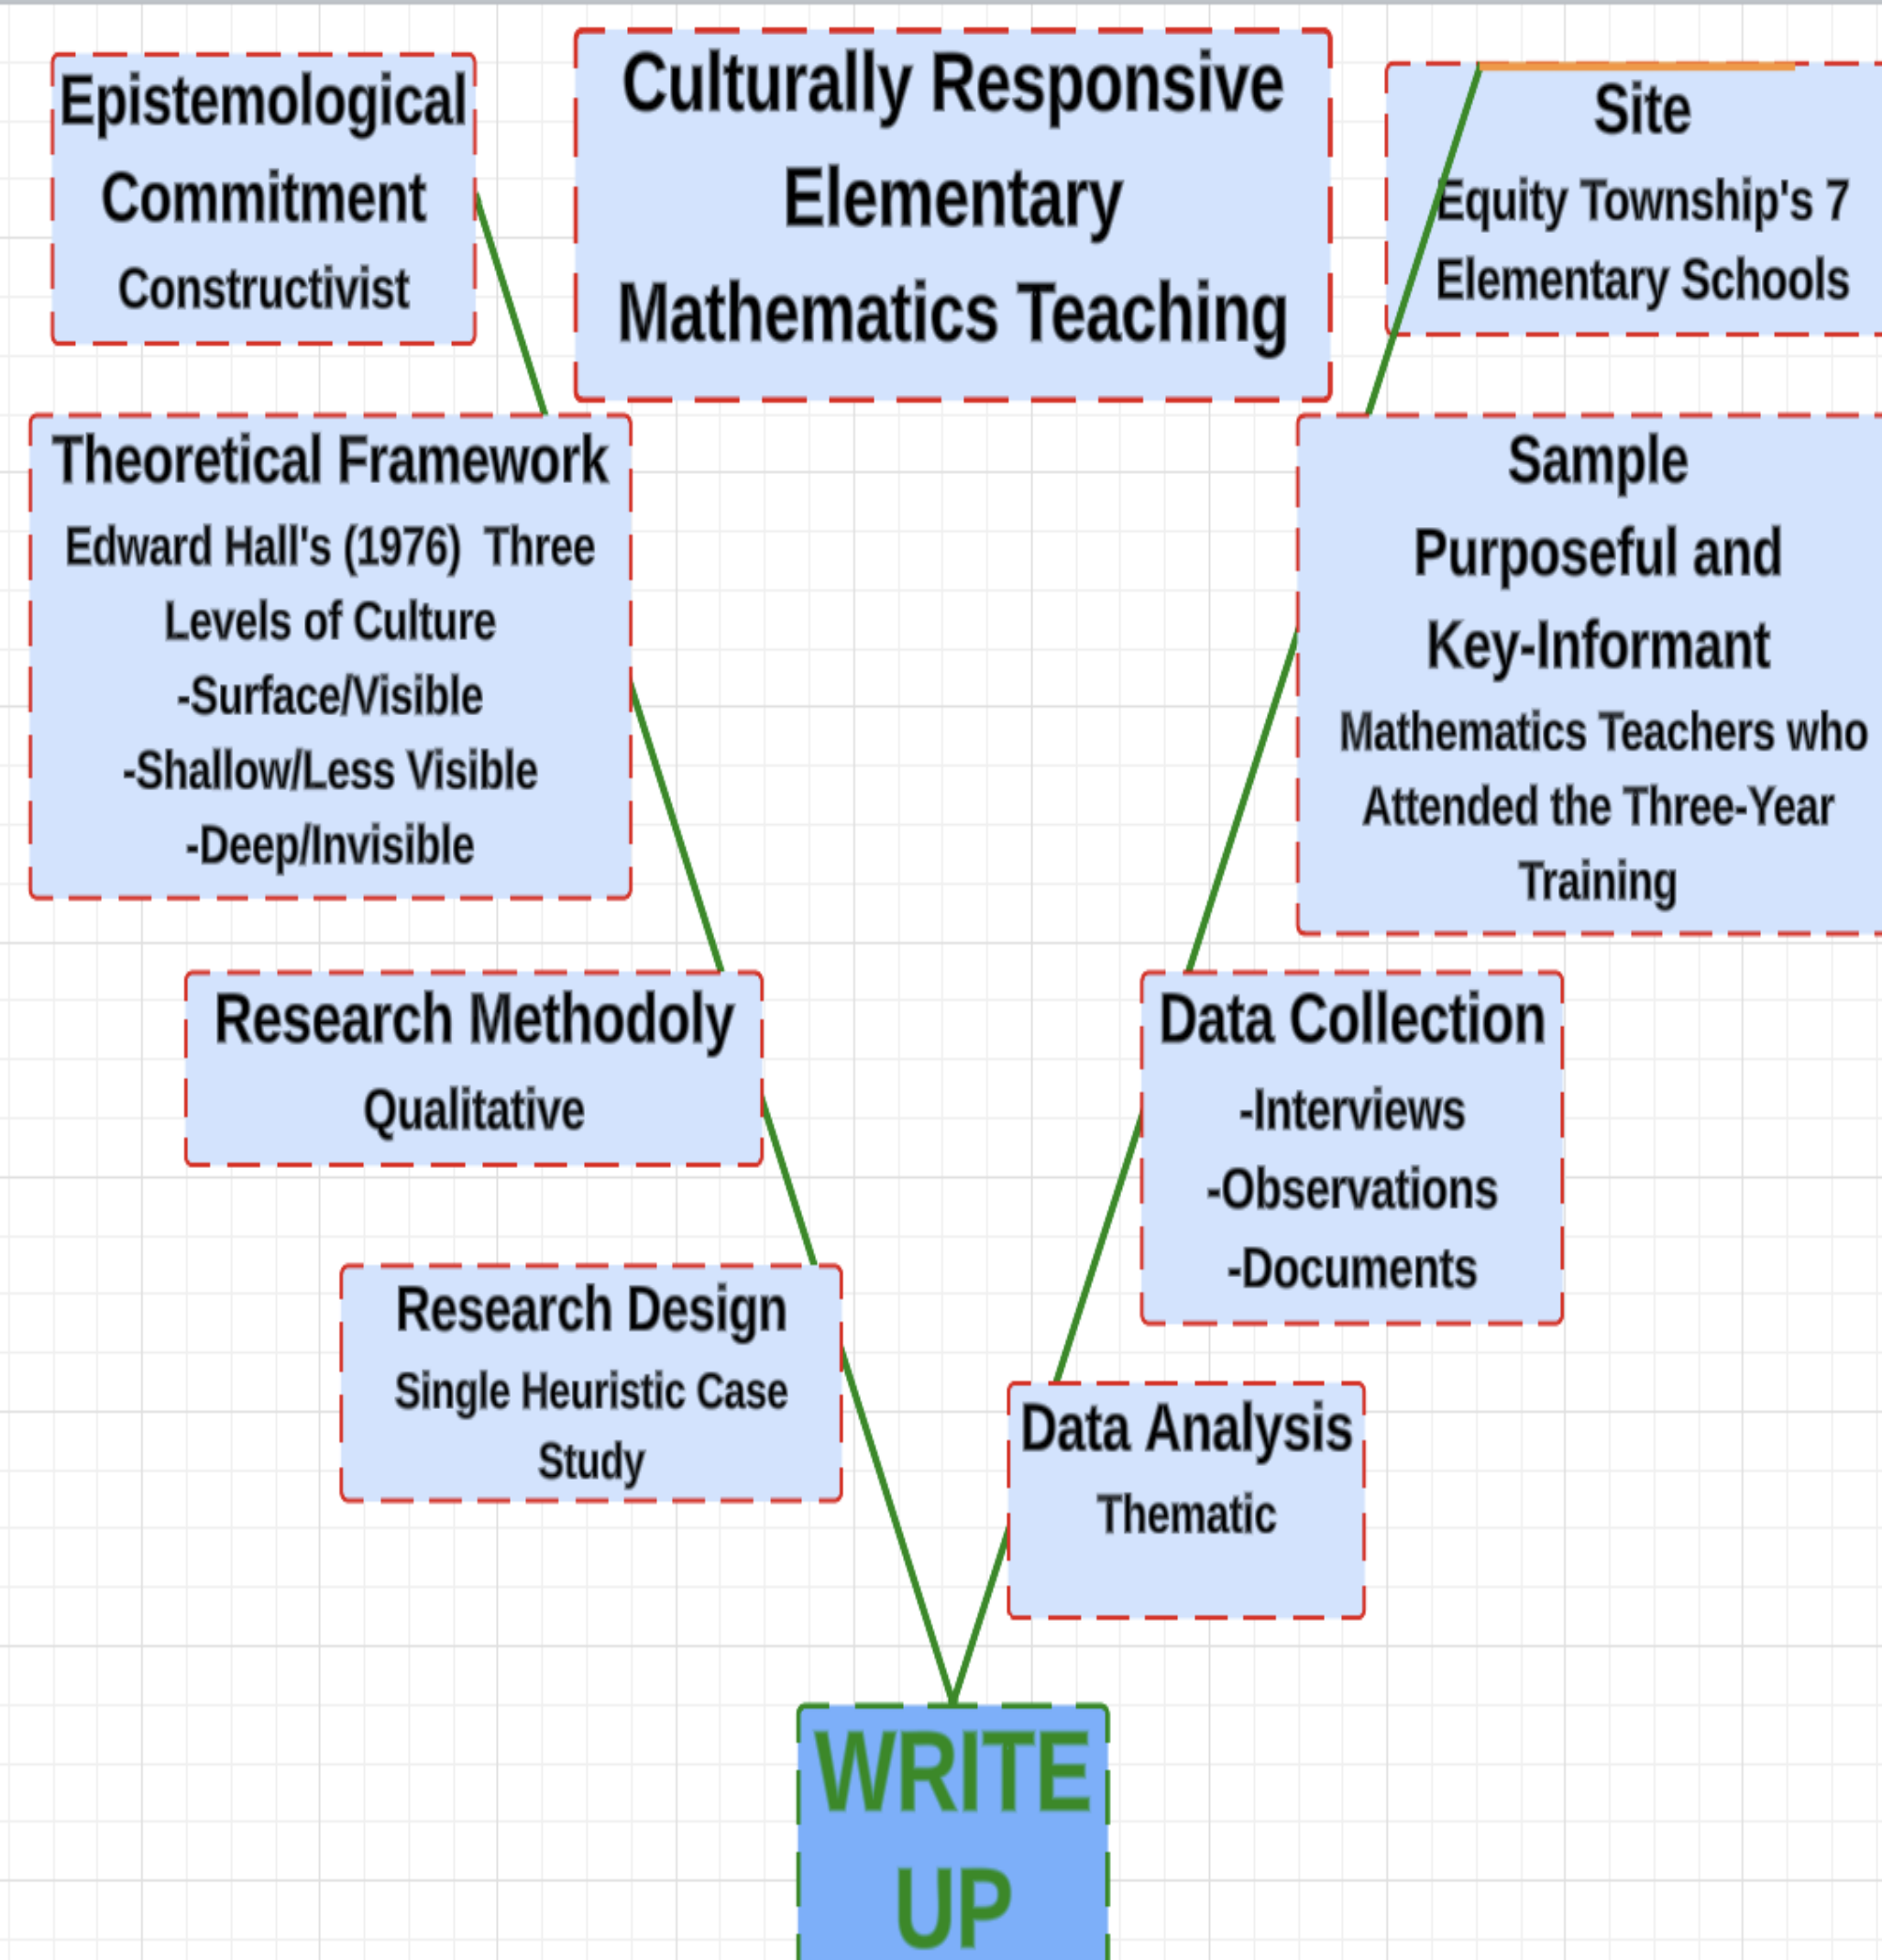 Culturally Responsive
Elementary
Mathematics Teaching
Epistemological
Commitment
Constructivist
Theoretical Framework
Edward Hall's (1976)  Three
Levels of Culture
-Surface/Visible
-Shallow/Less Visible
-Deep/Invisible
Research Methodoly
Qualitative
Research Design
Single Heuristic Case
Study
Site
Equity Township's 7
Elementary Schools
Sample
Purposeful and
Key-Informant
Mathematics Teachers who
Attended the Three-Year
Training
Data Collection
-Interviews
-Observations
-Documents
Data Analysis
Thematic
WRITE
UP